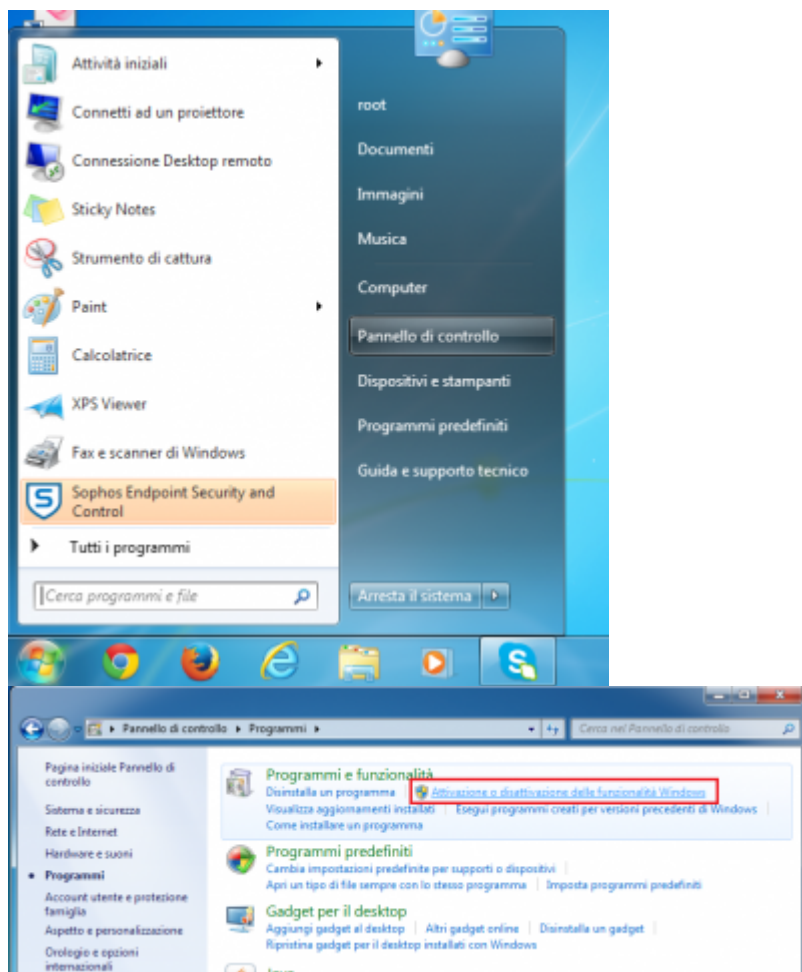 Attività iniziali
Connetti ad un proiettore
Connessione Desktop remoto
Sticky Notes
Strumento di cattura
Paint
Calcolatrice
XPS Viewer
Fax e scanner di Windows
Sophos Endpoint Security and
Control
Tutti i programmi
Cerca programmi e file
root
Documenti
Immagini
Musica
Computer
Pannello di controllo
Dispositivi e stampanti
Programmi predefiniti
Guida e supporto tecnico
Arresta il sistema
Pannello di controllo Programmi
Cerca nel Pannello di controllo
Pagina iniziale Pannello di
controllo
Sistema e sicurezza
Rete e Internet
Hardware e suoni
Programmi
Account utente e protezione
famiglia
Aspetto e personalizzazione
Orologio e opzioni
internazionali
Programmi e funzionalità
Disinstalla un programma Attivazione o disattivazione delle funzionalità Windows
Visualizza aggiornamenti installati Esegui programmi creati per versioni precedenti di Windows
Come installare un programma
Programmi predefiniti
Cambia impostazioni predefinite per supporti o dispositivi
Apri un tipo di file sempre con lo stesso programma Imposta programmi predefiniti
Gadget per il desktop
Aggiungi gadget al desktop Altri gadget online Disinstalla un gadget
Ripristina gadget per il desktop installati con Windows